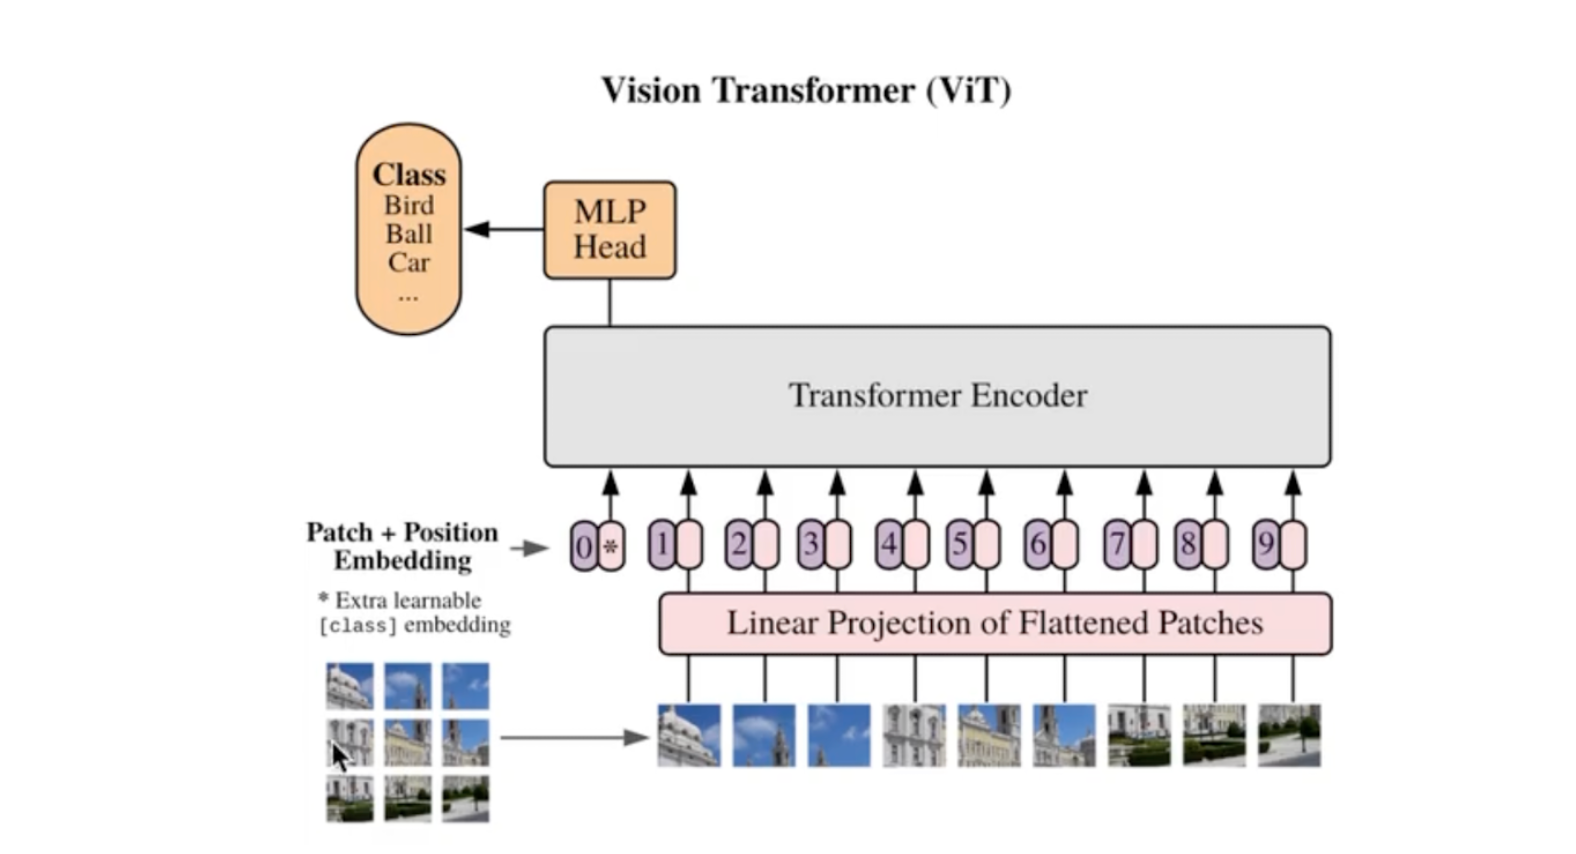 Vision Transformer (ViT)
Class
Bird
Ball
Car
...
MLP
Head
Transformer Encoder
Patch + Position
Embedding
0 * 1 2 3 4 5 6 7 8 9
* Extra learnable
[class] embedding
Linear Projection of Flattened Patches